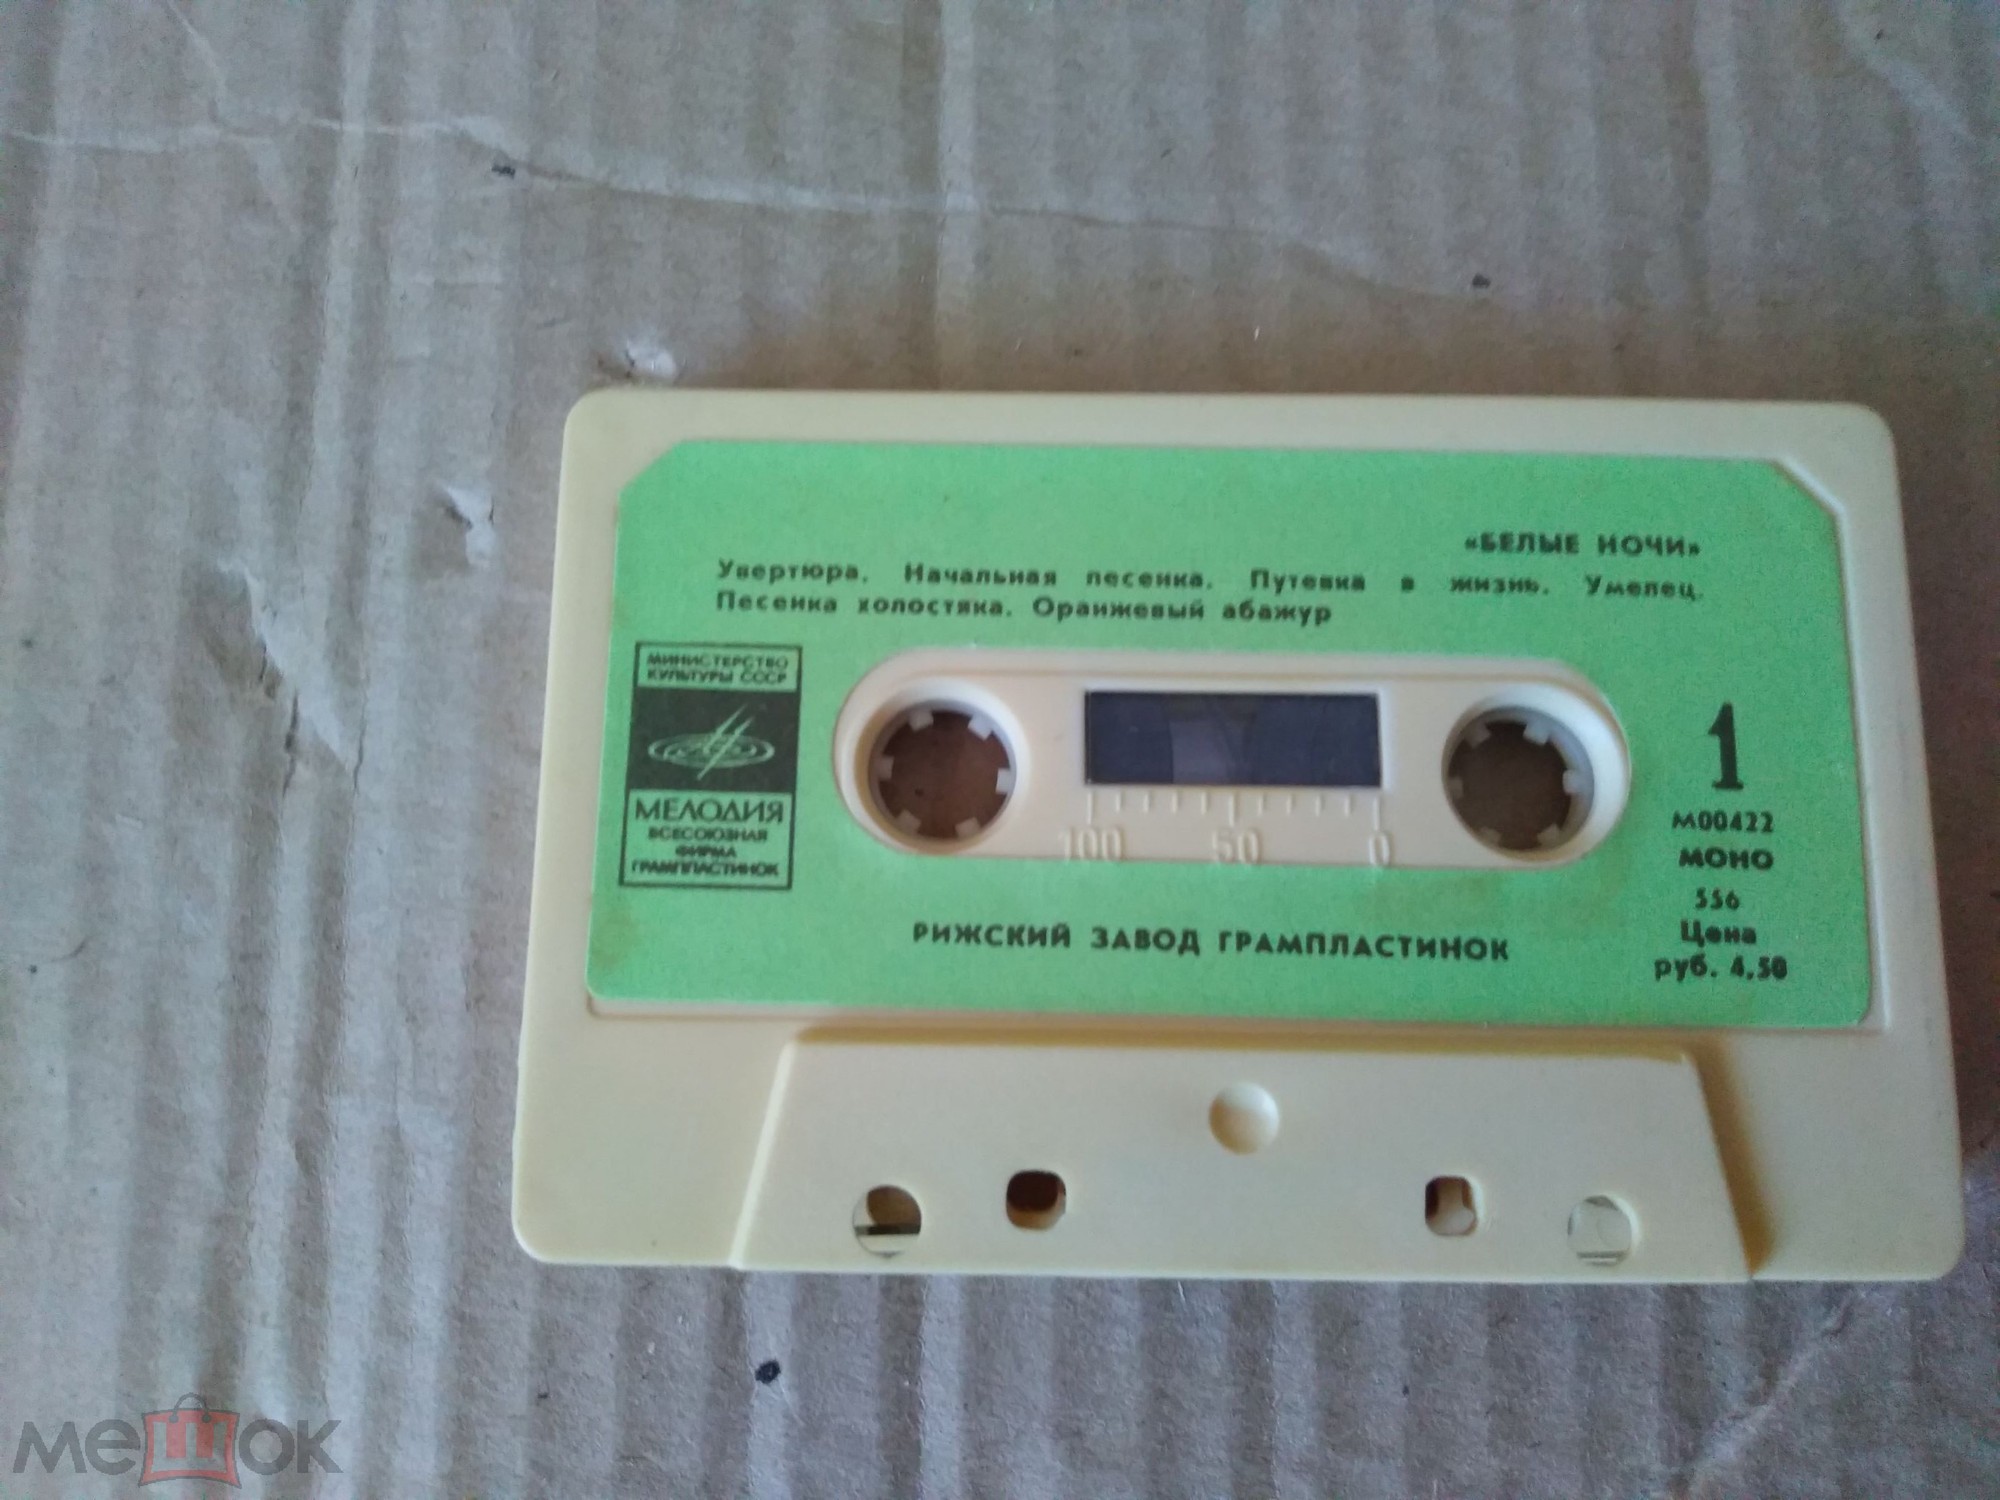 «БЕЛЫЕ НОЧИ»
Увертюра. Начальная песенка. Путевка в жизнь. Умелец.
Песенка холостяка. Оранжевый абажур
МИНИСТЕРСТВО
КУЛЬТУРЫ СССР
МЕЛОДИЯ
ВСЕСОЮЗНАЯ
ФИРМА
ГРАМПЛАСТИНОК
100 50 0
1
М00422
МОНО
556
Цена
руб. 4.50
РИЖСКИЙ ЗАВОД ГРАМПЛАСТИНОК
мешок